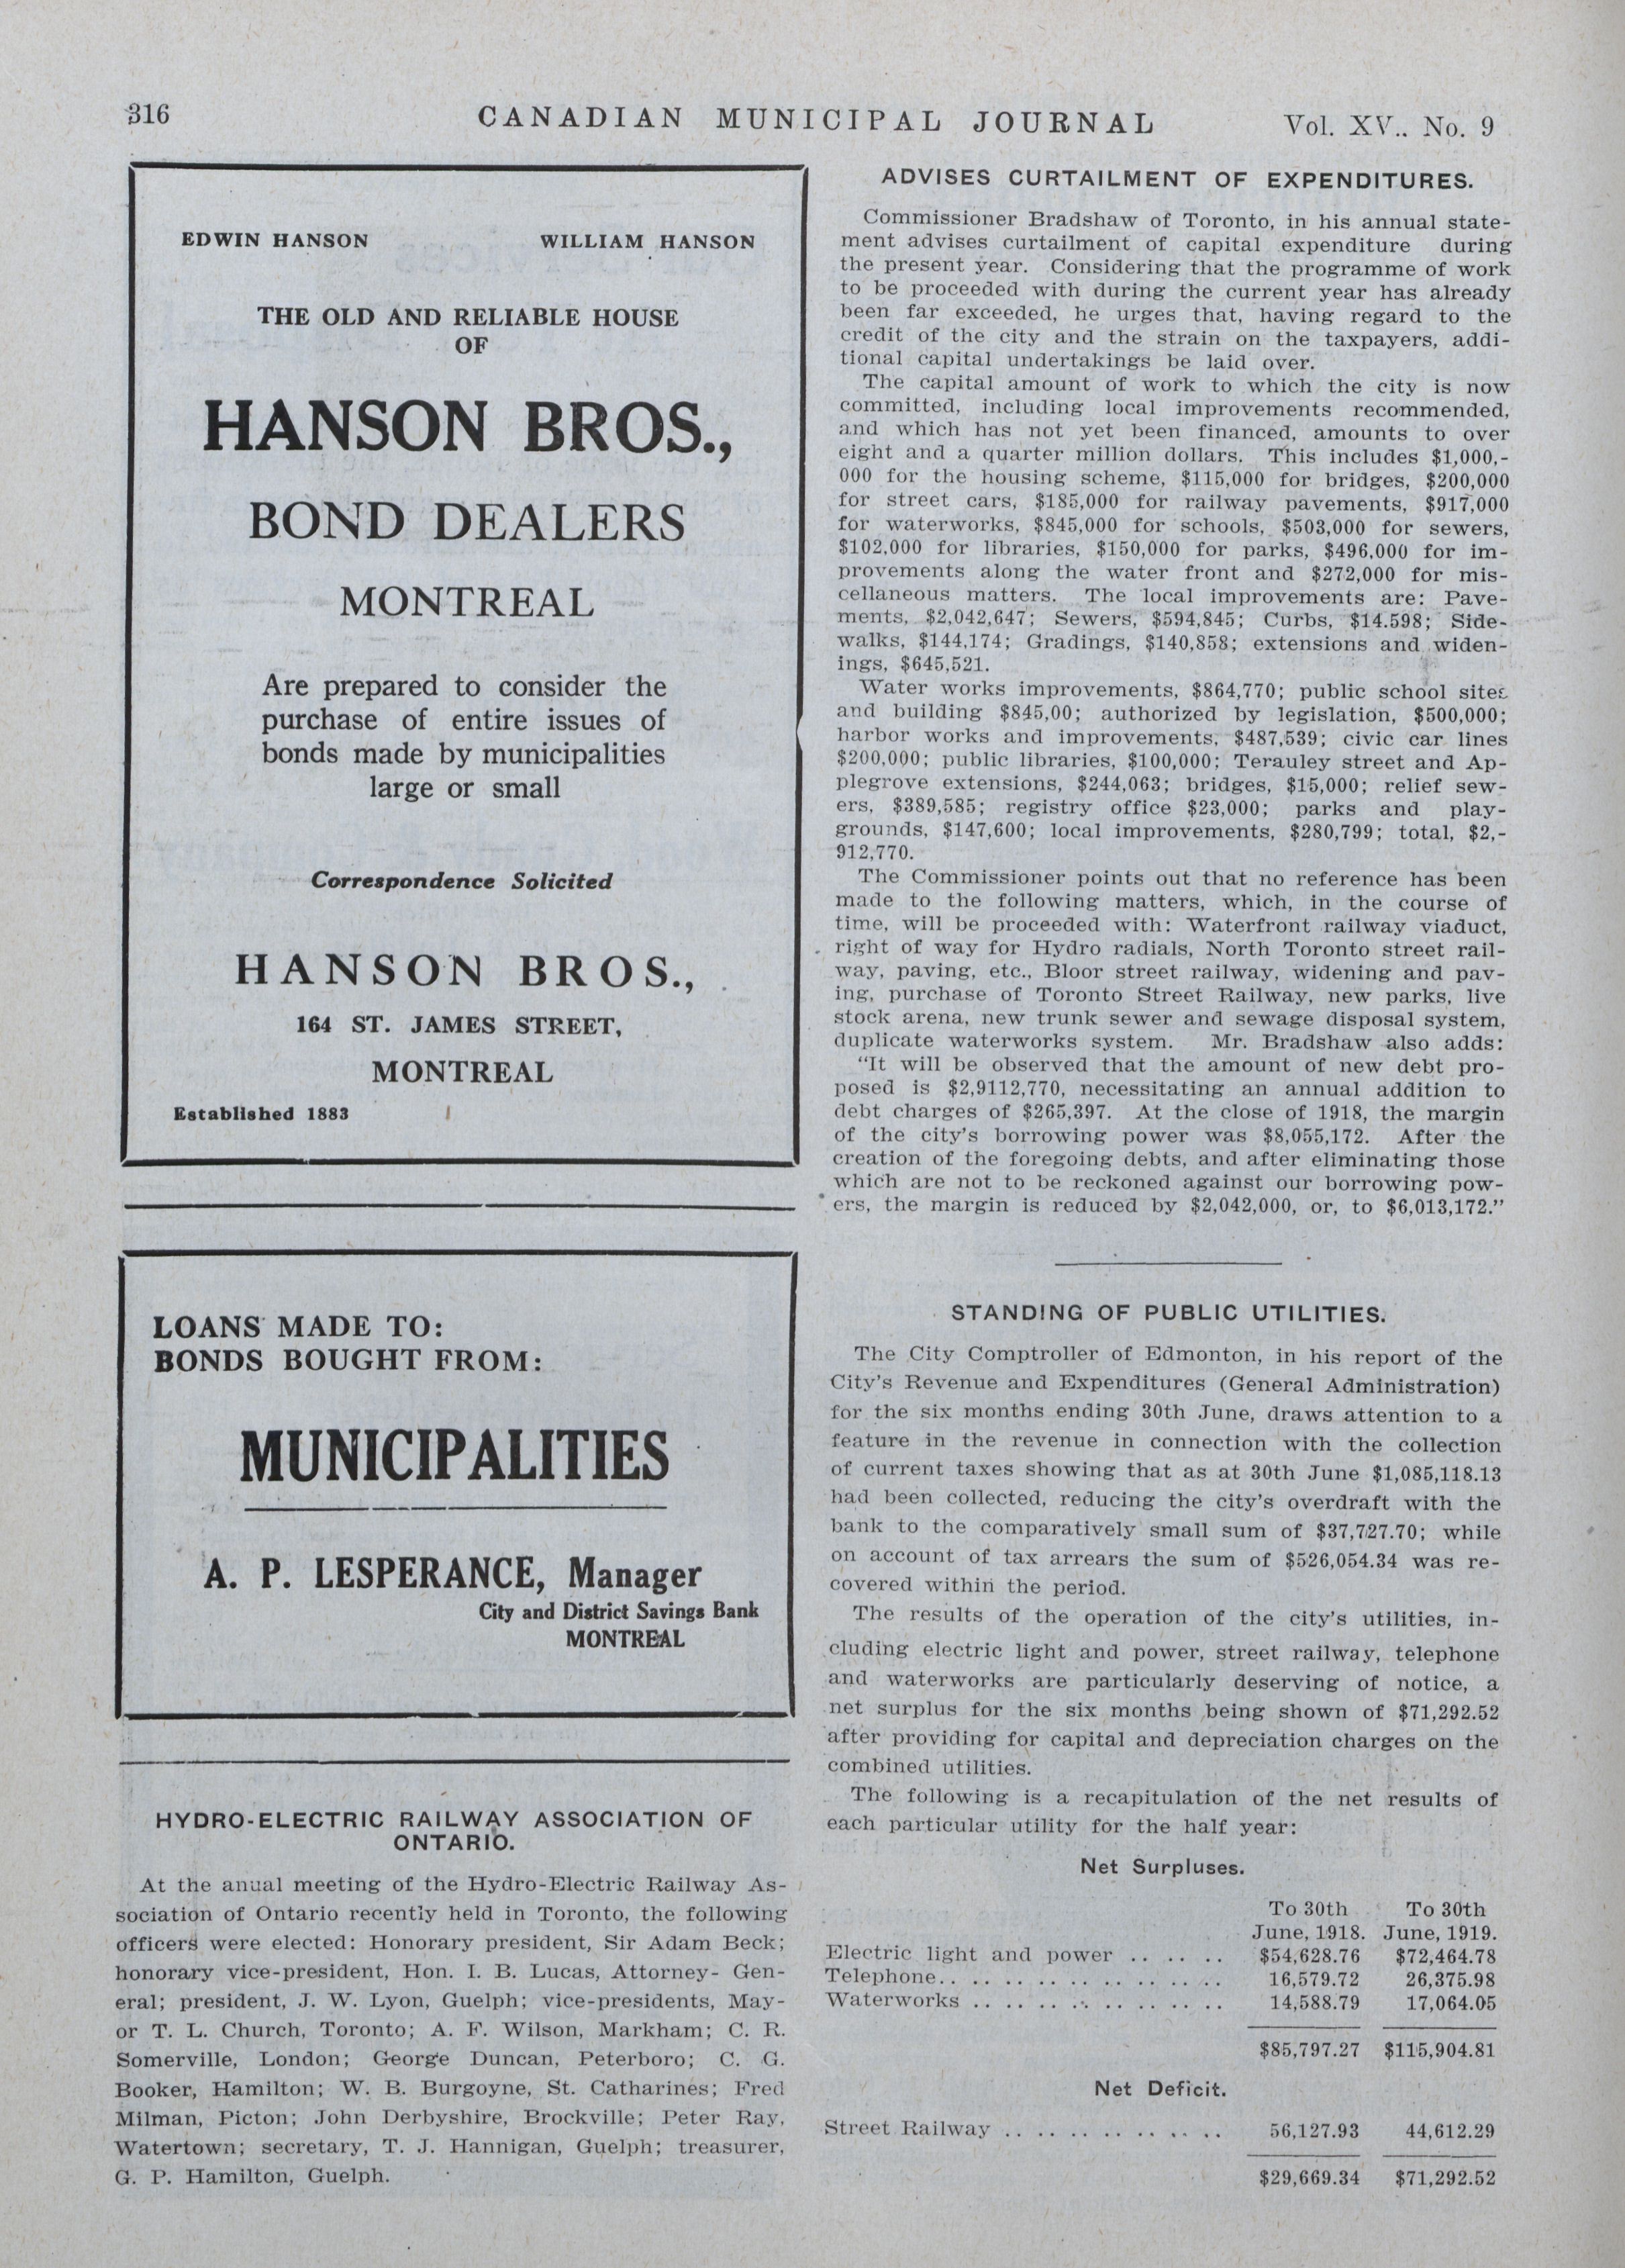 316
CANADIAN MUNICIPAL JOURNAL
Vol. XV.. No. 9
EDWIN HANSON WILLIAM HANSON
THE OLD AND RELIABLE HOUSE
OF
HANSON BROS.,
BOND DEALERS
MONTREAL
Are prepared to consider the
purchase of entire issues of
bonds made by municipalities
large or small
Correspondence Solicited
HANSON BROS.,
164 ST. JAMES STREET,
MONTREAL
Established 1883
LOANS MADE TO:
BONDS BOUGHT FROM:
MUNICIPALITIES
A. P. LESPERANCE, Manager
City and District Savings Bank
MONTREAL
HYDRO-ELECTRIC RAILWAY ASSOCIATION OF
ONTARIO.
At the anual meeting of the Hydro-Electric Railway As-
sociation of Ontario recently held in Toronto, the following
officers were elected: Honorary president, Sir Adam Beck;
honorary vice-president, Hon. I. B. Lucas, Attorney- Gen-
eral; president, J. W. Lyon, Guelph; vice-presidents, May-
or T. L. Church, Toronto; A. F. Wilson, Markham; C. R.
Somerville, London; George Duncan, Peterboro; C. G.
Booker, Hamilton; W. B. Burgoyne, St. Catharines; Fred
Milman, Picton; John Derbyshire, Brockville; Peter Ray,
Watertown; secretary, T. J. Hannigan, Guelph; treasurer,
G. P. Hamilton, Guelph.
ADVISES CURTAILMENT OF EXPENDITURES.
Commissioner Bradshaw of Toronto, in his annual state-
ment advises curtailment of capital expenditure during
the present year. Considering that the programme of work
to be proceeded with during the current year has already
been far exceeded, he urges that, having regard to the
credit of the city and the strain on the taxpayers, addi-
tional capital undertakings be laid over.
The capital amount of work to which the city is now
committed, including local improvements recommended,
and which has not yet been financed, amounts to over
eight and a quarter million dollars. This includes $1,000,-
000 for the housing scheme, $115,000 for bridges, $200,000
for street cars, $185,000 for railway pavements, $917,000
for waterworks, $845,000 for schools, $503,000 for sewers,
$102,000 for libraries, $150,000 for parks, $496,000 for im-
provements along the water front and $272,000 for mis-
cellaneous matters. The local improvements are: Pave-
ments, $2,042,647; Sewers, $594,845; Curbs, $14.598; Side-
walks, $144,174; Gradings, $140,858; extensions and widen-
ings, $645,521.
Water works improvements, $864,770; public school sites
and building $845,00; authorized by legislation, $500,000;
harbor works and improvements, $487,539; civic car lines
$200,000; public libraries, $100,000; Terauley street and Ap-
plegrove extensions, $244,063; bridges, $15,000; relief sew-
ers, $389,585; registry office $23,000; parks and play-
grounds, $147,600; local improvements, $280,799; total, $2,-
912,770.
The Commissioner points out that no reference has been
made to the following matters, which, in the course of
time, will be proceeded with: Waterfront railway viaduct,
right of way for Hydro radials, North Toronto street rail-
way, paving, etc., Bloor street railway, widening and pav-
ing, purchase of Toronto Street Railway, new parks, live
stock arena, new trunk sewer and sewage disposal system,
duplicate waterworks system. Mr. Bradshaw also adds:
“It will be observed that the amount of new debt pro-
posed is $2,9112,770, necessitating an annual addition to
debt charges of $265,397. At the close of 1918, the margin
of the city's borrowing power was $8,055,172. After the
creation of the foregoing debts, and after eliminating those
which are not to be reckoned against our borrowing pow-
ers, the margin is reduced by $2,042,000, or, to $6,013,172.”
STANDING OF PUBLIC UTILITIES.
The City Comptroller of Edmonton, in his report of the
City's Revenue and Expenditures (General Administration)
for the six months ending 30th June, draws attention to a
feature in the revenue in connection with the collection
of current taxes showing that as at 30th June $1,085,118.13
had been collected, reducing the city's overdraft with the
bank to the comparatively small sum of $37,727.70; while
on account of tax arrears the sum of $526,054.34 was re-
covered within the period.
The results of the operation of the city's utilities, in-
cluding electric light and power, street railway, telephone
and waterworks are particularly deserving of notice, a
net surplus for the six months being shown of $71,292.52
after providing for capital and depreciation charges on the
combined utilities.
The following is a recapitulation of the net results of
each particular utility for the half year:
Net Surpluses.
To 30th To 30th
June, 1918. June, 1919.
Electric light and power .. .. .. $54,628.76 $72,464.78
Telephone.. .. .. .. .. .. .. .. .. 16,579.72 26,375.98
Waterworks .. .. .. .. .. .. .. .. 14,588.79 17,064.05
$85,797.27 $115,904.81
Net Deficit.
Street Railway .. .. .. .. .. .. .. 56,127.93 44,612.29
$29,669.34 $71,292.52